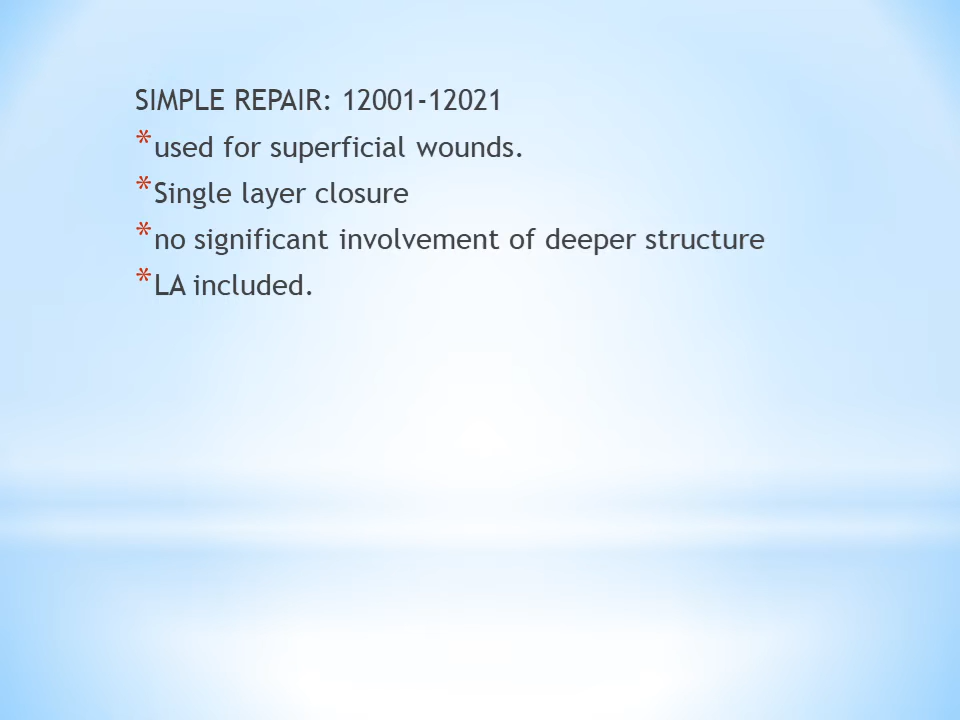 SIMPLE REPAIR: 12001-12021
*used for superficial wounds.
*Single layer closure
*no significant involvement of deeper structure
*LA included.